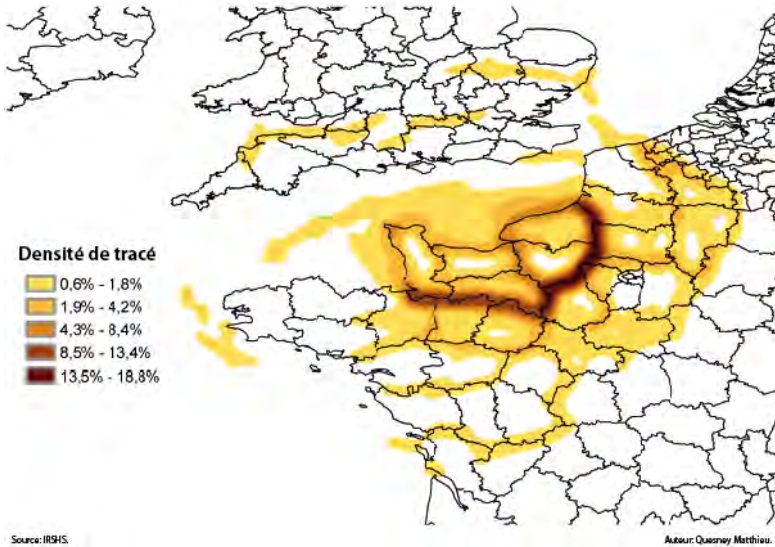 Densité de tracé
0,6% - 1,8%
1,9% - 4,2%
4,3% - 8,4%
8,5% - 13,4%
13,5% - 18,8%
Source: IRSHS.
Auteur: Quesney Matthieu.